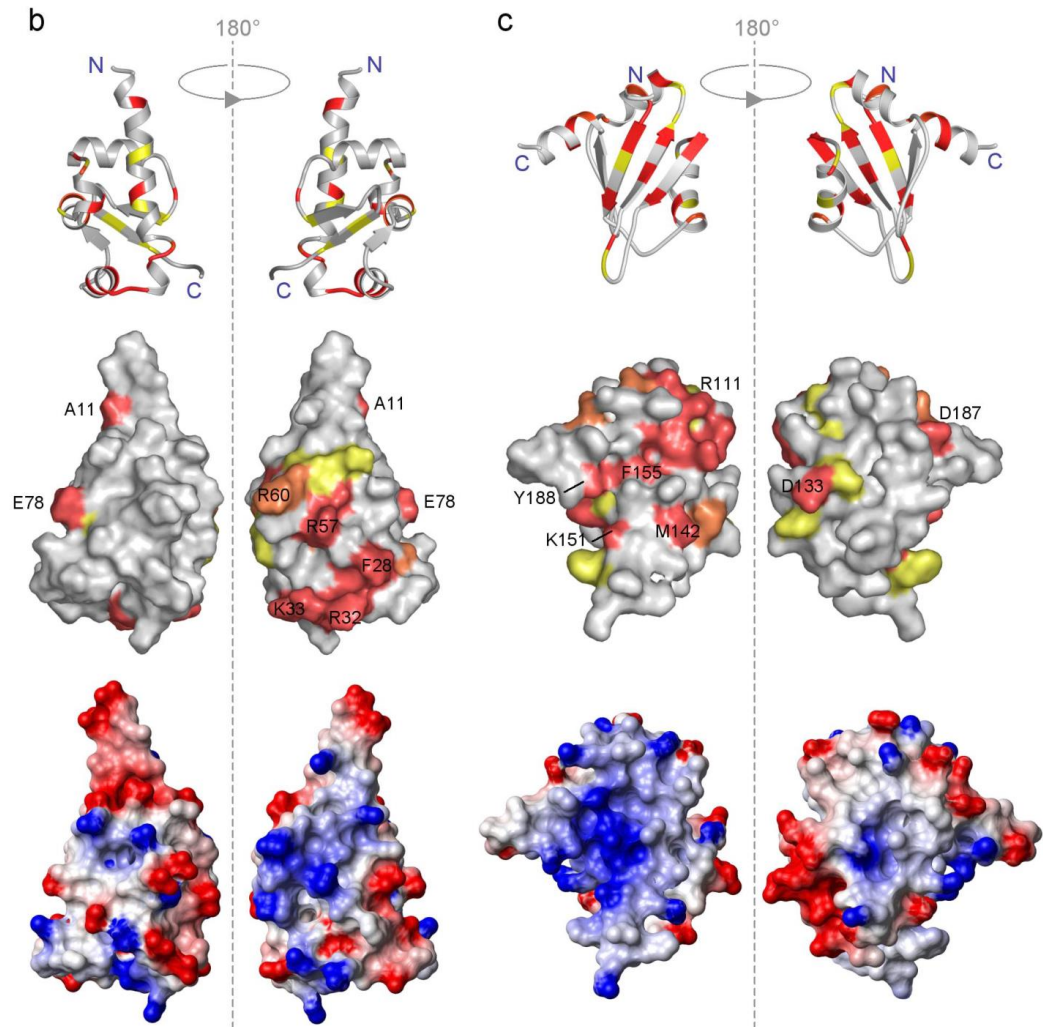 b
c
180°
180°
N
N
C
C
N
N
C
C
A11
A11
E78
E78
R60
R57
F28
K33
R32
R111
D187
F155
Y188
D133
M142
K151